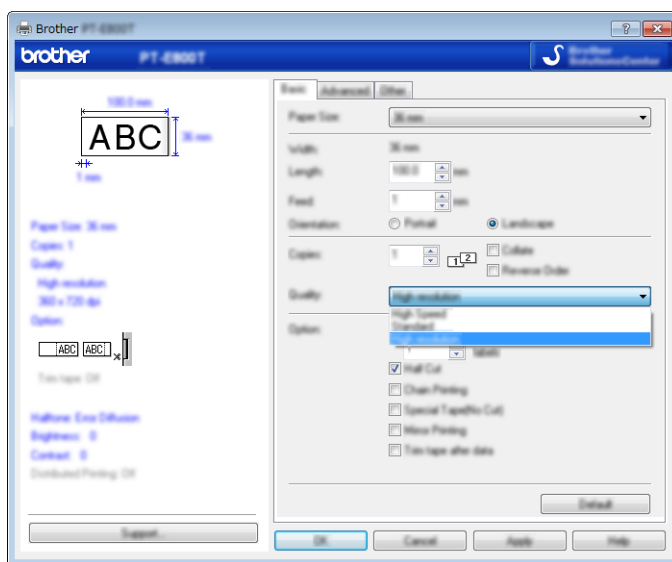 Brother PT-E800T
brother PT-E800T
Brother
SolutionsCenter
100.0 mm
ABC
36 mm
1 mm
Paper Size: 36 mm
Copies: 1
Quality:
High resolution
360 x 720 dpi
Option:
ABC ABC
Trim tape: Off
Halftone: Error Diffusion
Brightness: 0
Contrast: 0
Distributed Printing: Off
Support...
Basic Advanced Other
Paper Size: 36 mm
Width: 36 mm
Length: 100.0 mm
Feed: 1 mm
Orientation: Portrait Landscape
Copies: 1 1 2 Collate
Reverse Order
Quality: High resolution
High Speed
Standard
High resolution
Option:
1 labels
Half Cut
Chain Printing
Special Tape(No Cut)
Mirror Printing
Trim tape after data
Default
OK Cancel Apply Help